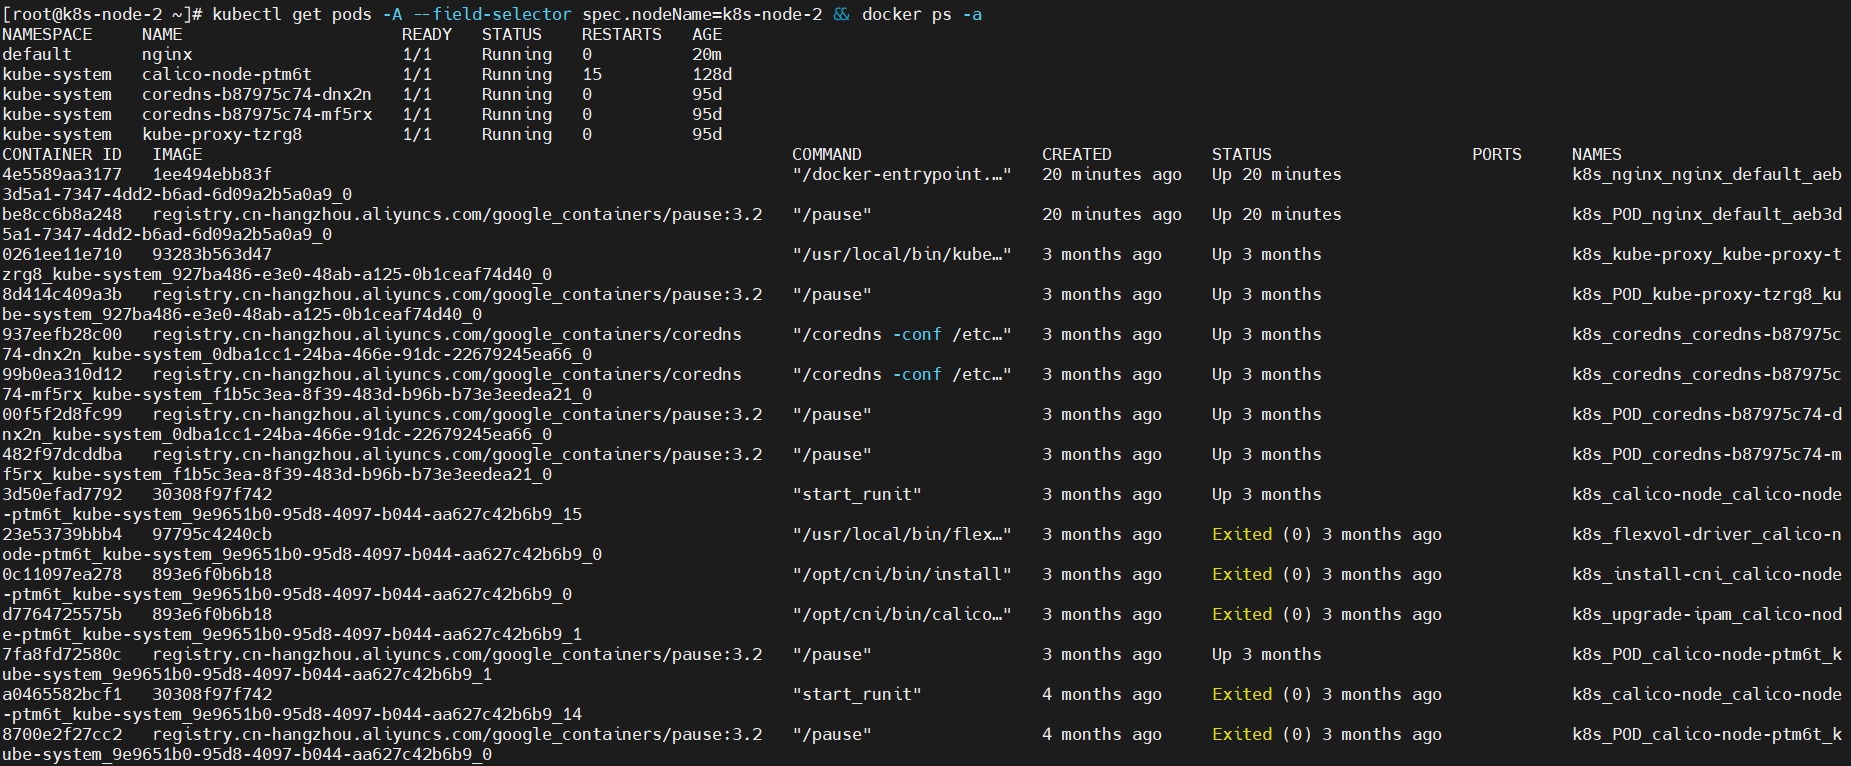 [root@k8s-node-2 ~]# kubectl get pods -A --field-selector spec.nodeName=k8s-node-2 && docker ps -a
NAMESPACE     NAME                      READY   STATUS    RESTARTS   AGE
default       nginx                     1/1     Running   0          20m
kube-system   calico-node-ptm6t         1/1     Running   15         128d
kube-system   coredns-b87975c74-dnx2n   1/1     Running   0          95d
kube-system   coredns-b87975c74-mf5rx   1/1     Running   0          95d
kube-system   kube-proxy-tzrg8          1/1     Running   0          95d
CONTAINER ID   IMAGE                                                           COMMAND                  CREATED          STATUS                    PORTS     NAMES
4e5589aa3177   1ee494ebb83f                                                    "/docker-entrypoint.…"   20 minutes ago   Up 20 minutes                       k8s_nginx_nginx_default_aeb
3d5a1-7347-4dd2-b6ad-6d09a2b5a0a9_0
be8cc6b8a248   registry.cn-hangzhou.aliyuncs.com/google_containers/pause:3.2   "/pause"                 20 minutes ago   Up 20 minutes                       k8s_POD_nginx_default_aeb3d
5a1-7347-4dd2-b6ad-6d09a2b5a0a9_0
0261ee11e710   93283b563d47                                                    "/usr/local/bin/kube…"   3 months ago     Up 3 months                         k8s_kube-proxy_kube-proxy-t
zrg8_kube-system_927ba486-e3e0-48ab-a125-0b1ceaf74d40_0
8d414c409a3b   registry.cn-hangzhou.aliyuncs.com/google_containers/pause:3.2   "/pause"                 3 months ago     Up 3 months                         k8s_POD_kube-proxy-tzrg8_ku
be-system_927ba486-e3e0-48ab-a125-0b1ceaf74d40_0
937eefb28c00   registry.cn-hangzhou.aliyuncs.com/google_containers/coredns     "/coredns -conf /etc…"   3 months ago     Up 3 months                         k8s_coredns_coredns-b87975c
74-dnx2n_kube-system_0dba1cc1-24ba-466e-91dc-22679245ea66_0
99b0ea310d12   registry.cn-hangzhou.aliyuncs.com/google_containers/coredns     "/coredns -conf /etc…"   3 months ago     Up 3 months                         k8s_coredns_coredns-b87975c
74-mf5rx_kube-system_f1b5c3ea-8f39-483d-b96b-b73e3eedea21_0
00f5f2d8fc99   registry.cn-hangzhou.aliyuncs.com/google_containers/pause:3.2   "/pause"                 3 months ago     Up 3 months                         k8s_POD_coredns-b87975c74-d
nx2n_kube-system_0dba1cc1-24ba-466e-91dc-22679245ea66_0
482f97dcddba   registry.cn-hangzhou.aliyuncs.com/google_containers/pause:3.2   "/pause"                 3 months ago     Up 3 months                         k8s_POD_coredns-b87975c74-m
f5rx_kube-system_f1b5c3ea-8f39-483d-b96b-b73e3eedea21_0
3d50efad7792   30308f97f742                                                    "start_runit"            3 months ago     Up 3 months                         k8s_calico-node_calico-node
-ptm6t_kube-system_9e9651b0-95d8-4097-b044-aa627c42b6b9_15
23e53739bbb4   97795c4240cb                                                    "/usr/local/bin/flex…"   3 months ago     Exited (0) 3 months ago             k8s_flexvol-driver_calico-n
ode-ptm6t_kube-system_9e9651b0-95d8-4097-b044-aa627c42b6b9_0
0c11097ea278   893e6f0b6b18                                                    "/opt/cni/bin/install"   3 months ago     Exited (0) 3 months ago             k8s_install-cni_calico-node
-ptm6t_kube-system_9e9651b0-95d8-4097-b044-aa627c42b6b9_0
d7764725575b   893e6f0b6b18                                                    "/opt/cni/bin/calico…"   3 months ago     Exited (0) 3 months ago             k8s_upgrade-ipam_calico-nod
e-ptm6t_kube-system_9e9651b0-95d8-4097-b044-aa627c42b6b9_1
7fa8fd72580c   registry.cn-hangzhou.aliyuncs.com/google_containers/pause:3.2   "/pause"                 3 months ago     Up 3 months                         k8s_POD_calico-node-ptm6t_k
ube-system_9e9651b0-95d8-4097-b044-aa627c42b6b9_1
a0465582bcf1   30308f97f742                                                    "start_runit"            4 months ago     Exited (0) 3 months ago             k8s_calico-node_calico-node
-ptm6t_kube-system_9e9651b0-95d8-4097-b044-aa627c42b6b9_14
8700e2f27cc2   registry.cn-hangzhou.aliyuncs.com/google_containers/pause:3.2   "/pause"                 4 months ago     Exited (0) 3 months ago             k8s_POD_calico-node-ptm6t_k
ube-system_9e9651b0-95d8-4097-b044-aa627c42b6b9_0